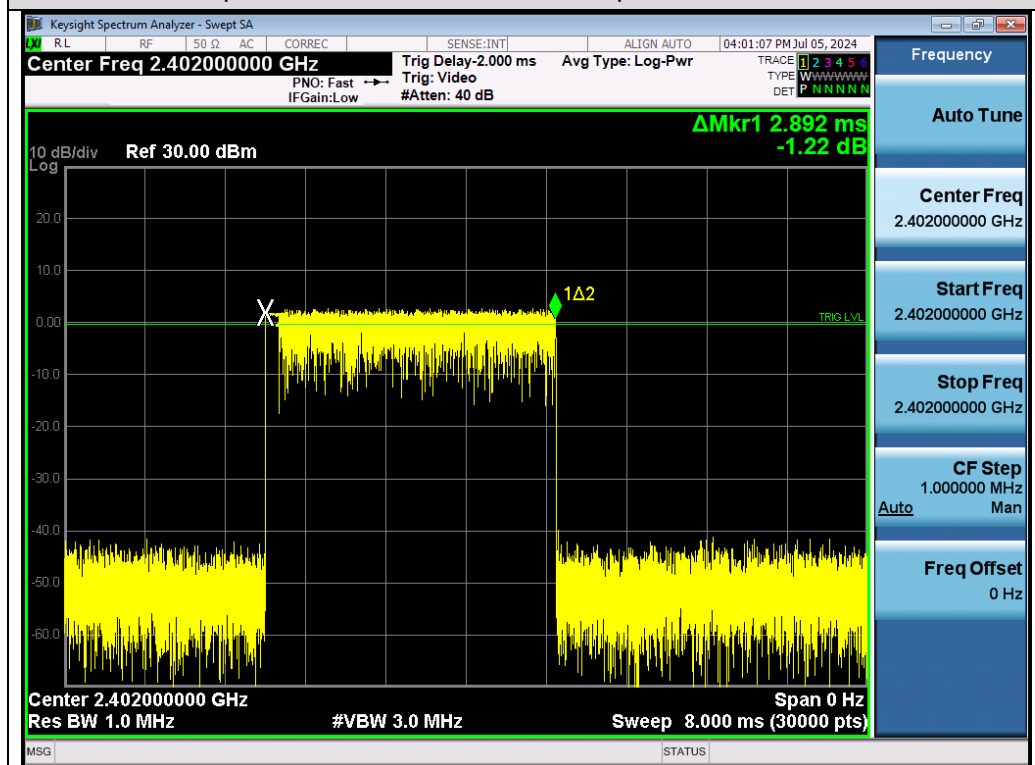 Keysight Spectrum Analyzer - Swept SA
LXI RL RF 50 Ω AC CORREC SENSE:INT ALIGN AUTO 04:01:07 PM Jul 05, 2024
Center Freq 2.402000000 GHz
PNO: Fast
IFGain:Low
Trig Delay-2.000 ms
Trig: Video
#Atten: 40 dB
Avg Type: Log-Pwr
TRACE 1 2 3 4 5 6
TYPE WWWWWW
DET P N N N N N
ΔMkr1 2.892 ms
-1.22 dB
10 dB/div Ref 30.00 dBm
Log
20.0
10.0
0.00
-10.0
-20.0
-30.0
-40.0
-50.0
-60.0
1Δ2
TRIG LVL
Center 2.402000000 GHz Span 0 Hz
Res BW 1.0 MHz #VBW 3.0 MHz Sweep 8.000 ms (30000 pts)
MSG STATUS
Frequency
Auto Tune
Center Freq
2.402000000 GHz
Start Freq
2.402000000 GHz
Stop Freq
2.402000000 GHz
CF Step
1.000000 MHz
Auto Man
Freq Offset
0 Hz